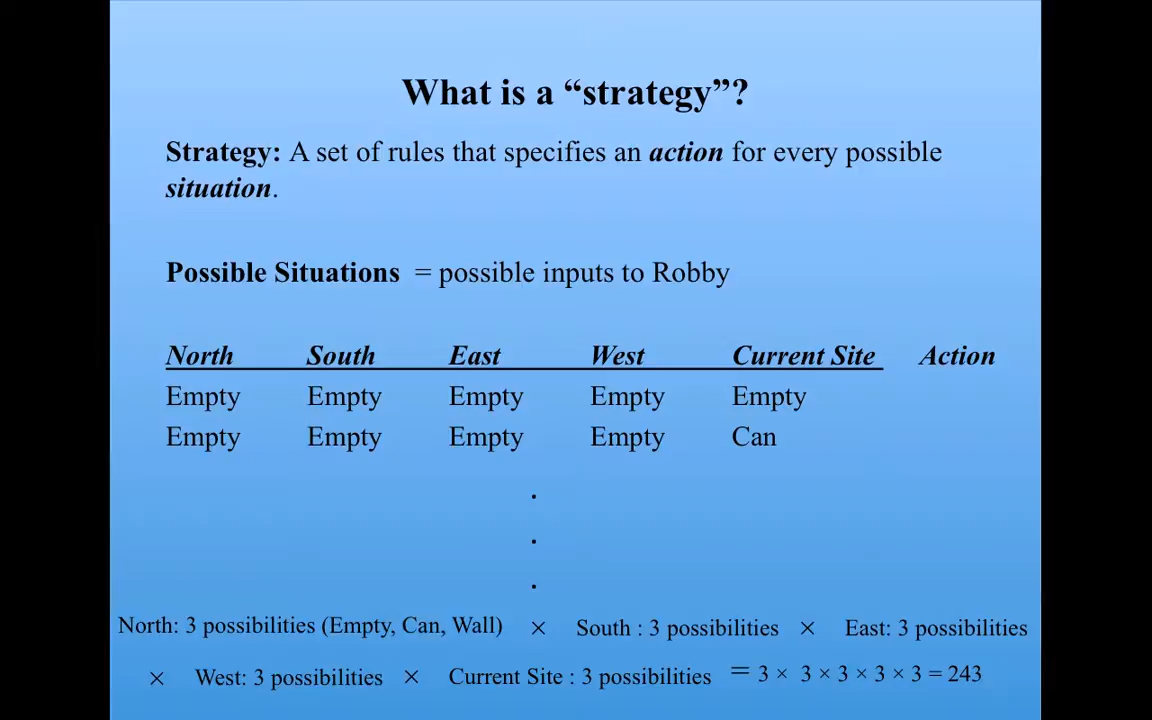 What is a “strategy”?
Strategy: A set of rules that specifies an action for every possible
situation.
Possible Situations = possible inputs to Robby
North South East West Current Site Action
Empty Empty Empty Empty Empty
Empty Empty Empty Empty Can
.
.
.
North: 3 possibilities (Empty, Can, Wall) × South : 3 possibilities × East: 3 possibilities
× West: 3 possibilities × Current Site : 3 possibilities = 3 × 3 × 3 × 3 × 3 = 243